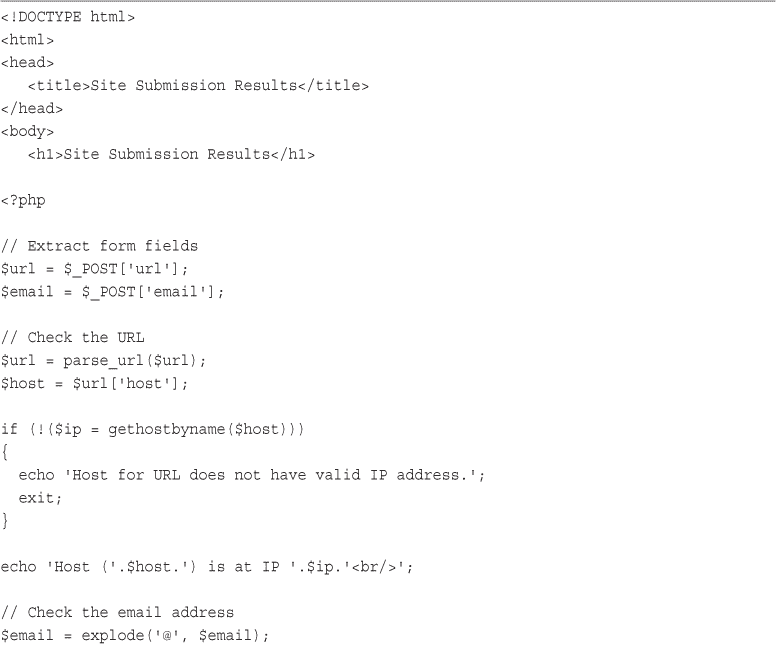 <!DOCTYPE html>
<html>
<head>
   <title>Site Submission Results</title>
</head>
<body>
   <h1>Site Submission Results</h1>

<?php

// Extract form fields
$url = $_POST['url'];
$email = $_POST['email'];

// Check the URL
$url = parse_url($url);
$host = $url['host'];

if (!($ip = gethostbyname($host)))
{
  echo 'Host for URL does not have valid IP address.';
  exit;
}

echo 'Host ('.$host.') is at IP '.$ip.'<br/>';

// Check the email address
$email = explode('@', $email);